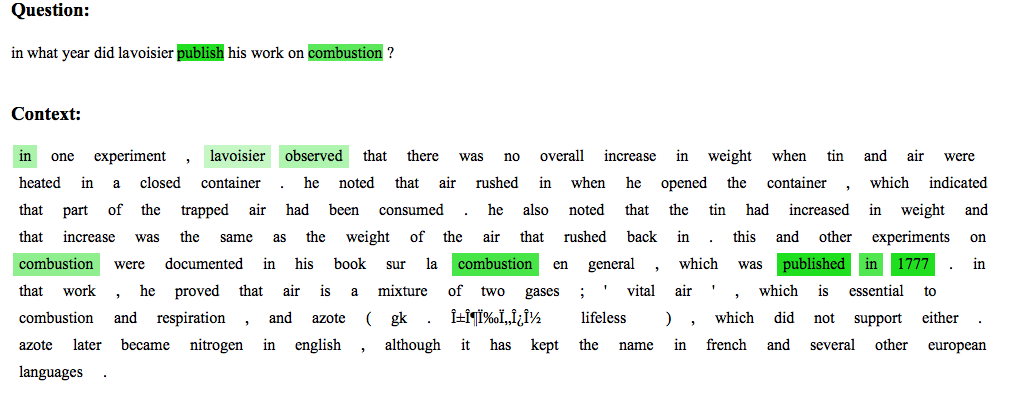 Question:
in what year did lavoisier publish his work on combustion ?
Context:
in one experiment , lavoisier observed that there was no overall increase in weight when tin and air were
heated in a closed container . he noted that air rushed in when he opened the container , which indicated
that part of the trapped air had been consumed . he also noted that the tin had increased in weight and
that increase was the same as the weight of the air that rushed back in . this and other experiments on
combustion were documented in his book sur la combustion en general , which was published in 1777 . in
that work , he proved that air is a mixture of two gases ; ' vital air ' , which is essential to
combustion and respiration , and azote ( gk . Î±Î¶Ï‰Ï„Î¿Î½ lifeless ) , which did not support either .
azote later became nitrogen in english , although it has kept the name in french and several other european
languages .